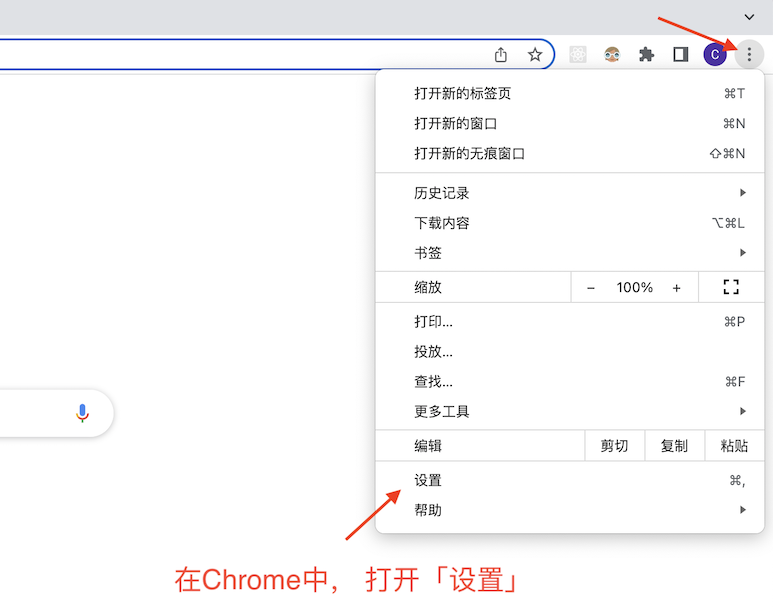 C
打开新的标签页 ⌘T
打开新的窗口 ⌘N
打开新的无痕窗口 ⇧⌘N
历史记录
下载内容 ⌥⌘L
书签
缩放 − 100% +
打印... ⌘P
投放...
查找... ⌘F
更多工具
编辑 剪切 复制 粘贴
设置 ⌘,
帮助
在Chrome中， 打开「设置」